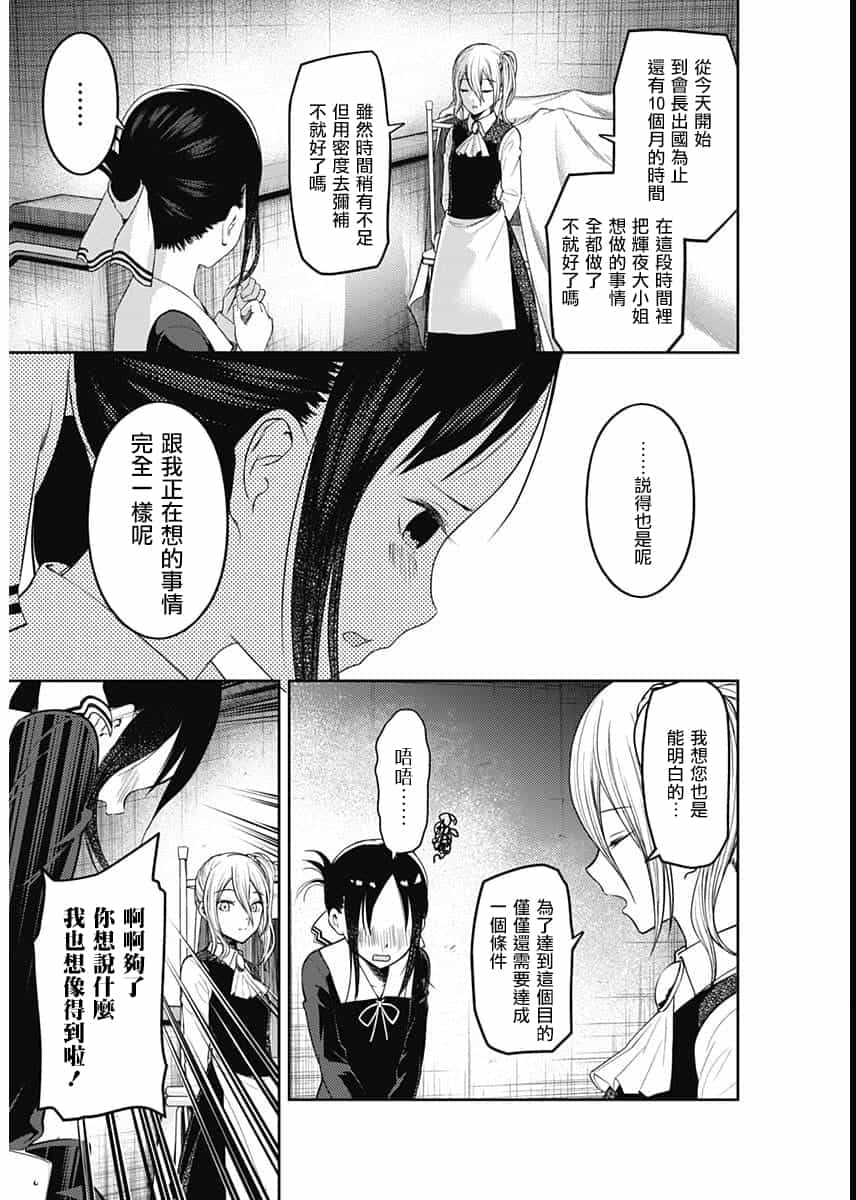 從今天開始
到會長出國為止
還有10個月的時間
在這段時間裡
把輝夜大小姐
想做的事情
全都做了
不就好了嗎
雖然時間稍有不足
但用密度去彌補
不就好了嗎
……
……説得也是呢
跟我正在想的事情
完全一樣呢
我想您也是
能明白的…
為了達到這個目的
僅僅還需要達成
一個條件
唔唔……
啊啊夠了
你想說什麼
我也想像得到啦！